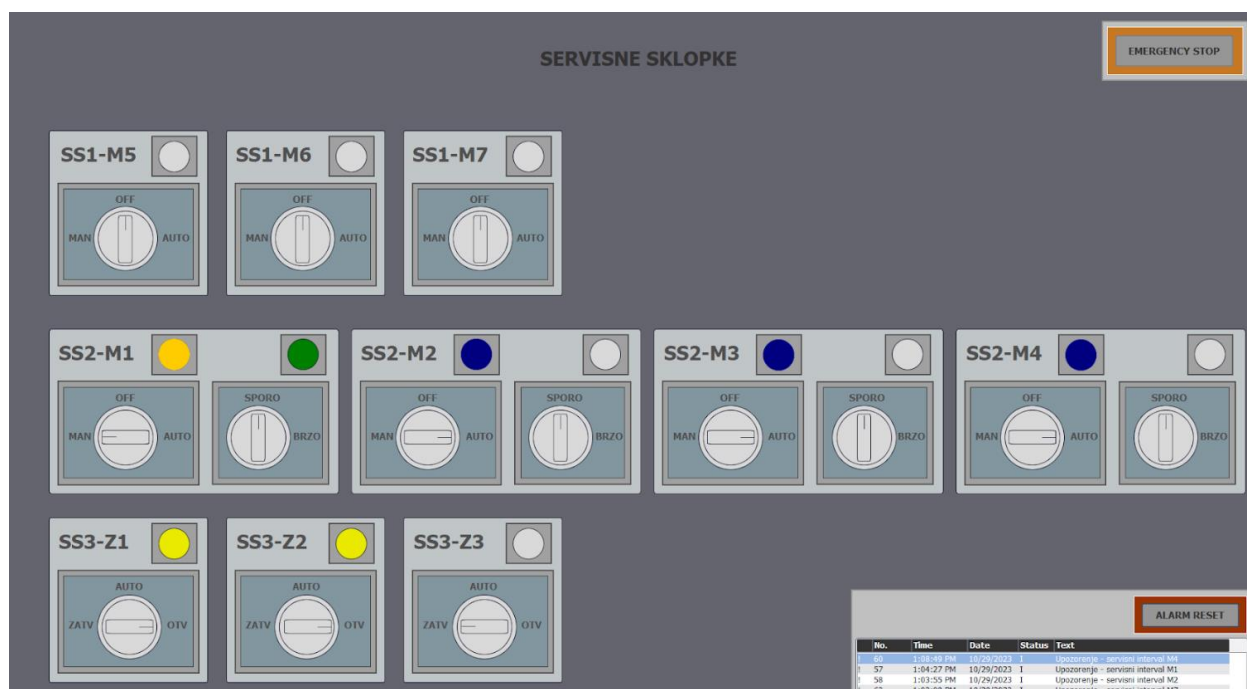 SERVISNE SKLOPKE
EMERGENCY STOP
SS1-M5
OFF
MAN
AUTO
SS1-M6
OFF
MAN
AUTO
SS1-M7
OFF
MAN
AUTO
SS2-M1
OFF
MAN
AUTO
SPORO
BRZO
SS2-M2
OFF
MAN
AUTO
SPORO
BRZO
SS2-M3
OFF
MAN
AUTO
SPORO
BRZO
SS2-M4
OFF
MAN
AUTO
SPORO
BRZO
SS3-Z1
AUTO
ZATV
OTV
SS3-Z2
AUTO
ZATV
OTV
SS3-Z3
AUTO
ZATV
OTV
ALARM RESET
No. Time Date Status Text
! 60 1:08:49 PM 10/29/2023 I Upozorenje - servisni interval M4
! 57 1:04:27 PM 10/29/2023 I Upozorenje - servisni interval M1
! 58 1:03:55 PM 10/29/2023 I Upozorenje - servisni interval M2